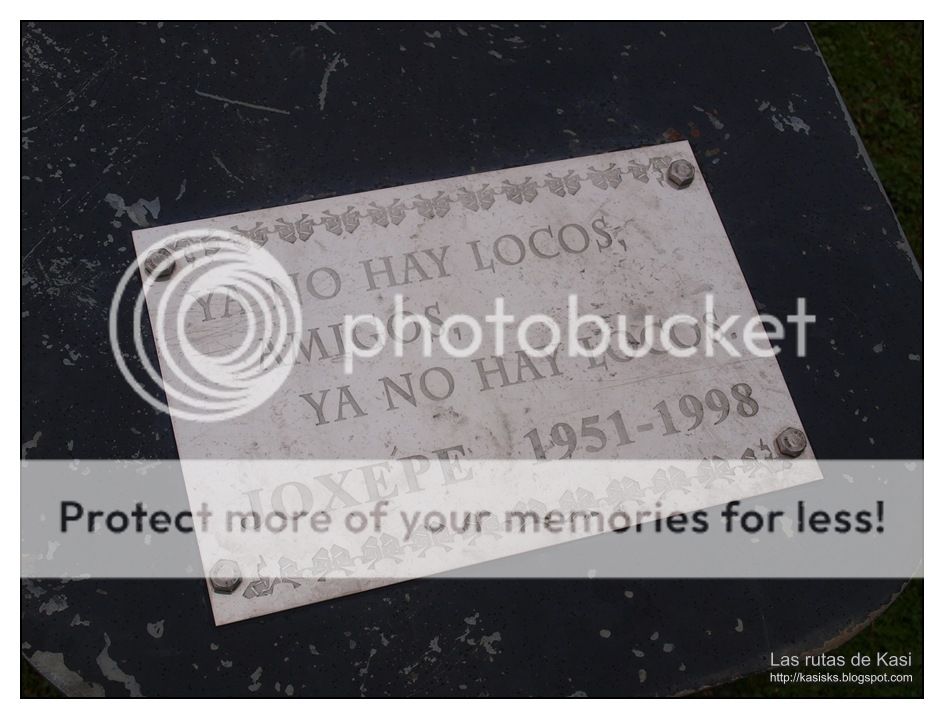 YA NO HAY LOCOS,
AMIGOS,
YA NO HAY LOCOS.
JOXEPE 1951-1998
photobucket
Protect more of your memories for less!
Las rutas de Kasi
http://kasisks.blogspot.com